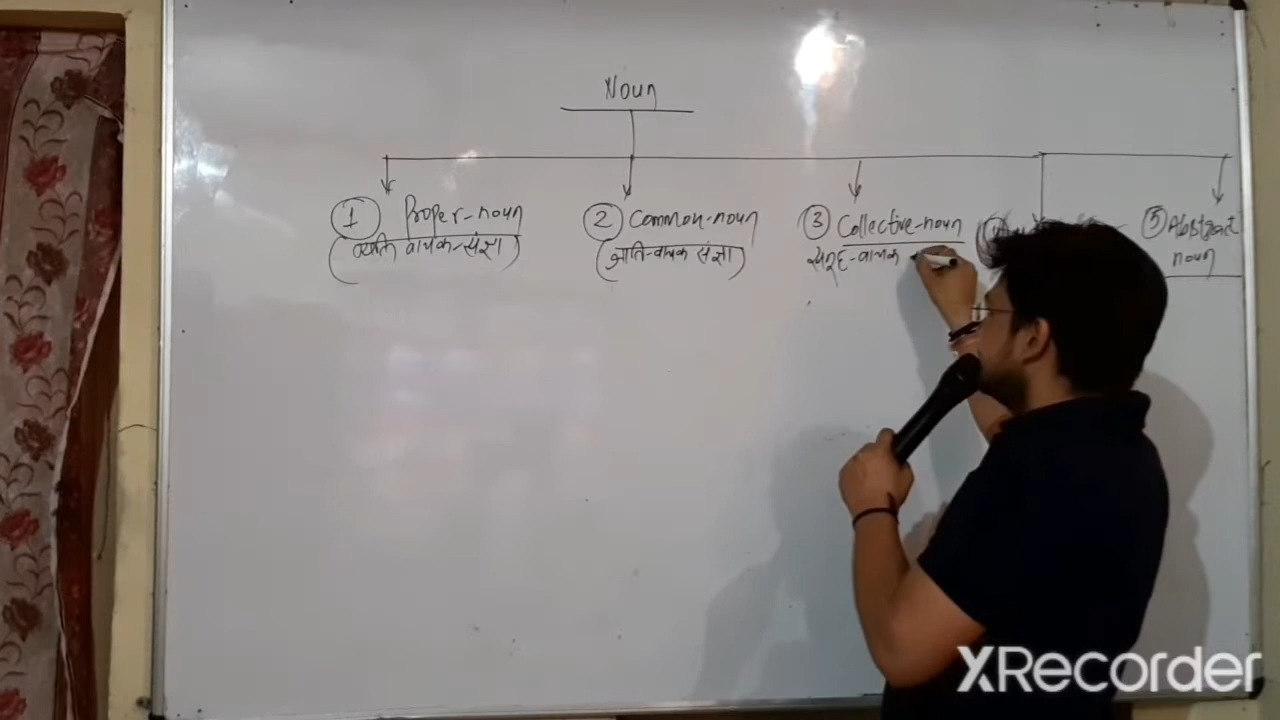 Noun
① Proper-noun
(व्यक्ति वाचक-संज्ञा)
② Common-noun
(जाति-वाचक संज्ञा)
③ Collective-noun
समूह-वाचक
⑤ Abstract
noun
XRecorder